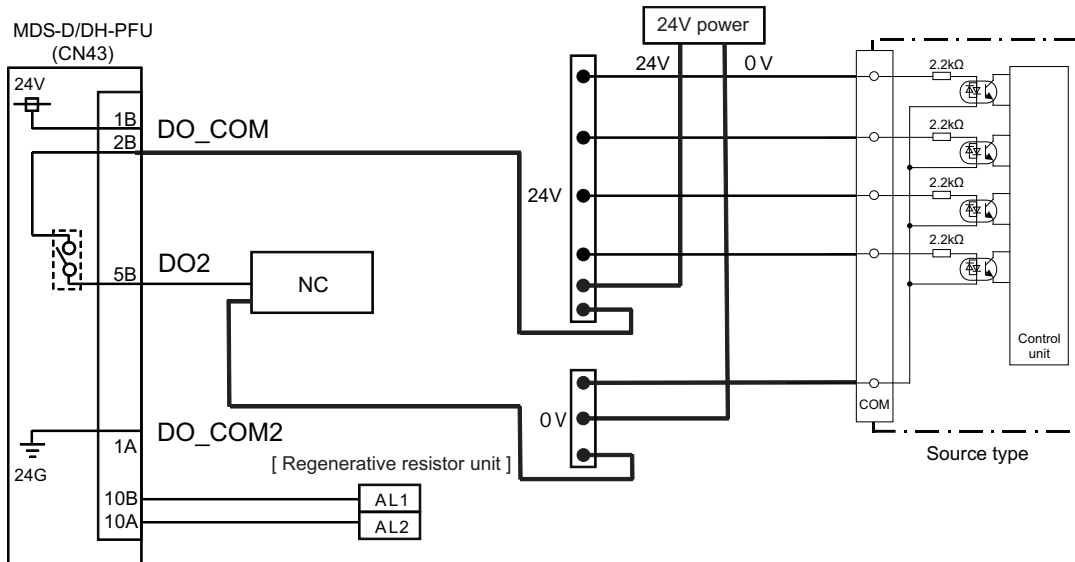 MDS-D/DH-PFU
(CN43)
24V
1B
DO_COM
2B
5B
DO2
NC
1A
DO_COM2
24G
[ Regenerative resistor unit ]
10B
10A
AL1
AL2
24V power
24V
0V
24V
0V
2.2kΩ
2.2kΩ
2.2kΩ
2.2kΩ
Control
unit
COM
Source type